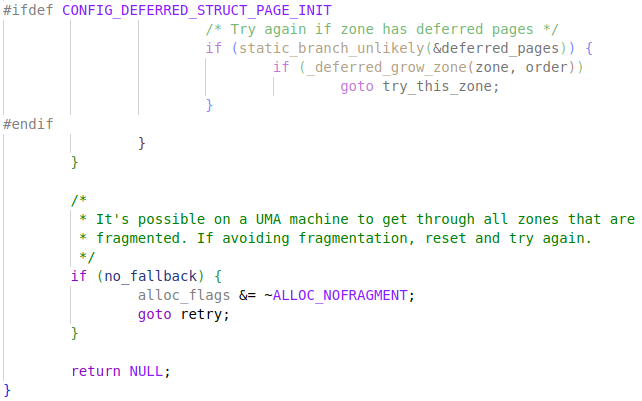 #ifdef CONFIG_DEFERRED_STRUCT_PAGE_INIT
/* Try again if zone has deferred pages */
if (static_branch_unlikely(&deferred_pages)) {
if (_deferred_grow_zone(zone, order))
goto try_this_zone;
}
#endif
}
}
/*
* It's possible on a UMA machine to get through all zones that are
* fragmented. If avoiding fragmentation, reset and try again.
*/
if (no_fallback) {
alloc_flags &= ~ALLOC_NOFRAGMENT;
goto retry;
}
return NULL;
}